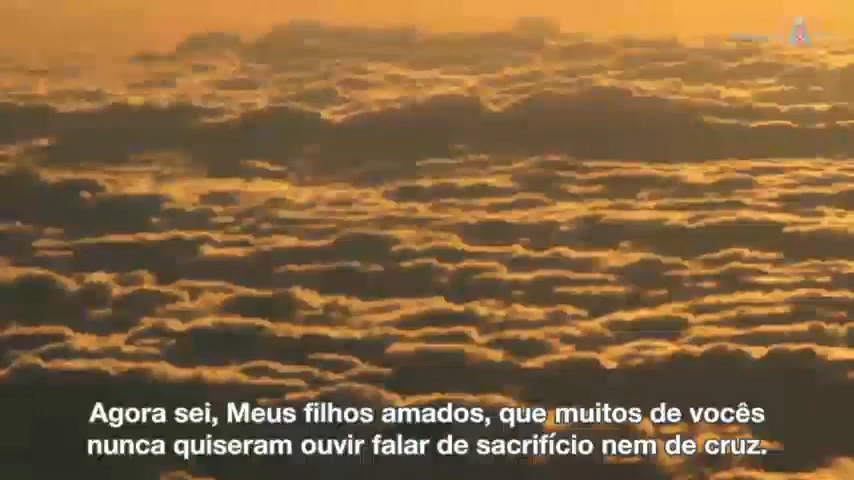 Agora sei, Meus filhos amados, que muitos de vocês
nunca quiseram ouvir falar de sacrifício nem de cruz.